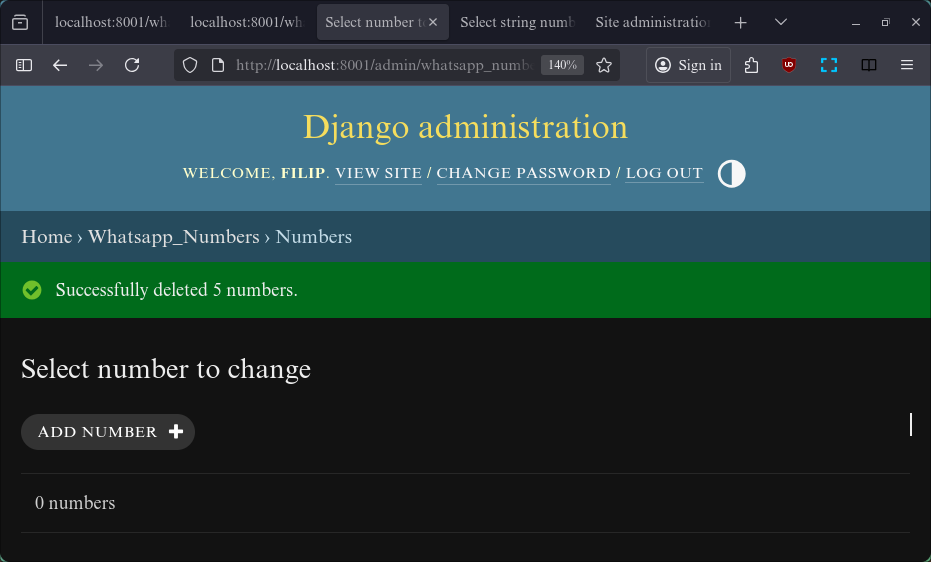 localhost:8001/wh
localhost:8001/wh
Select number t
Select string numb
Site administration
http://localhost:8001/admin/whatsapp_numb
140%
Sign in
Django administration
WELCOME, FILIP. VIEW SITE / CHANGE PASSWORD / LOG OUT
Home › Whatsapp_Numbers › Numbers
Successfully deleted 5 numbers.
Select number to change
ADD NUMBER
0 numbers